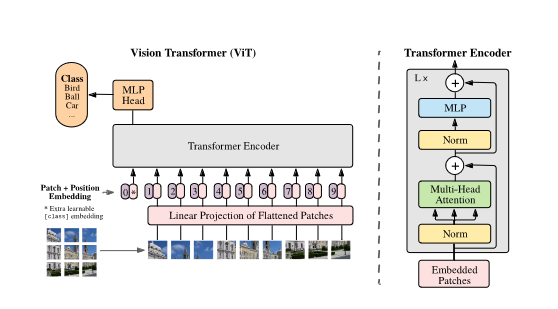 Vision Transformer (ViT)
Class
Bird
Ball
Car
...
MLP
Head
Transformer Encoder
Patch + Position
Embedding
* Extra learnable
[class] embedding
0 *
1
2
3
4
5
6
7
8
9
Linear Projection of Flattened Patches
Transformer Encoder
L x
+
MLP
Norm
+
Multi-Head
Attention
Norm
Embedded
Patches